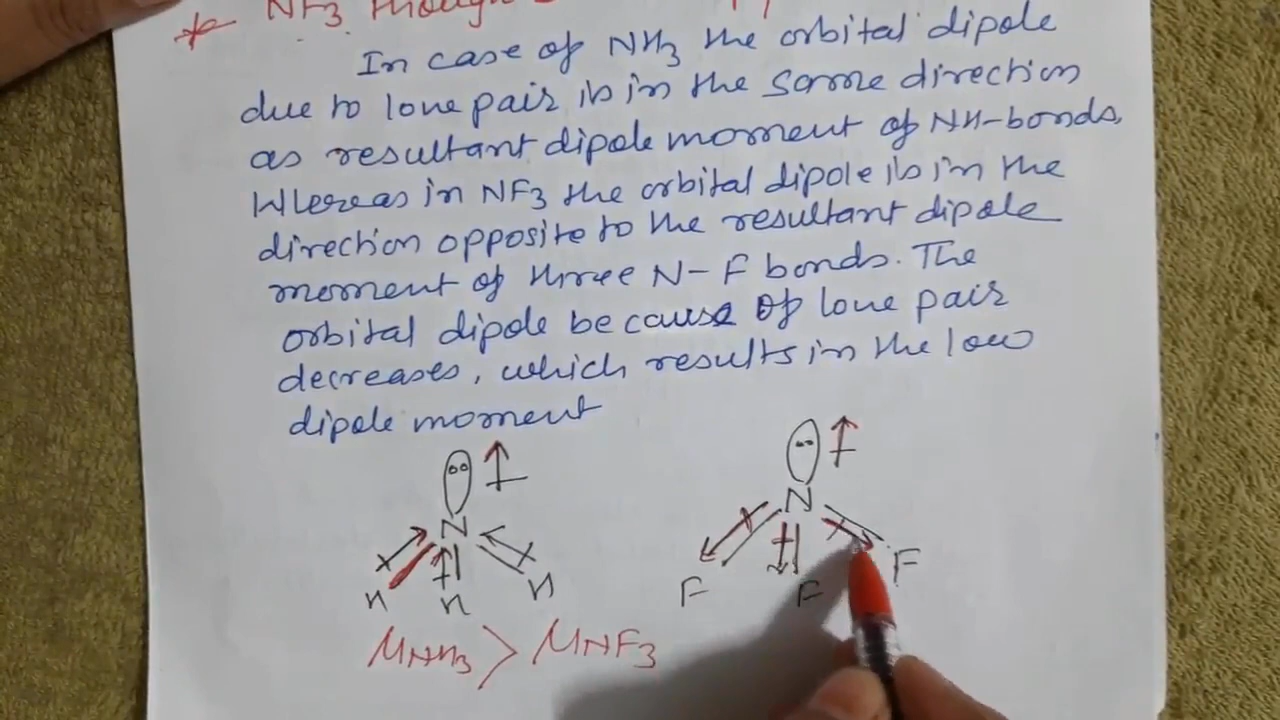 * NF3 though
In case of NH3 the orbital dipole
due to lone pair is in the same direction
as resultant dipole moment of NH-bonds,
Whereas in NF3 the orbital dipole is in the
direction opposite to the resultant dipole
moment of three N-F bonds. The
orbital dipole because of lone pair
decreases, which results in the low
dipole moment
N N
H H H F F F
μNH3 > μNF3